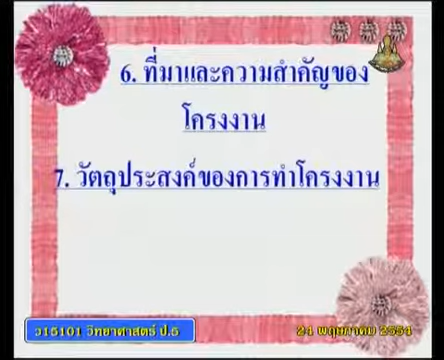 6. ที่มาและความสำคัญของ
โครงงาน
7. วัตถุประสงค์ของการทำโครงงาน
ว15101 วิทยาศาสตร์ ป.5
24 พฤษภาคม 2554